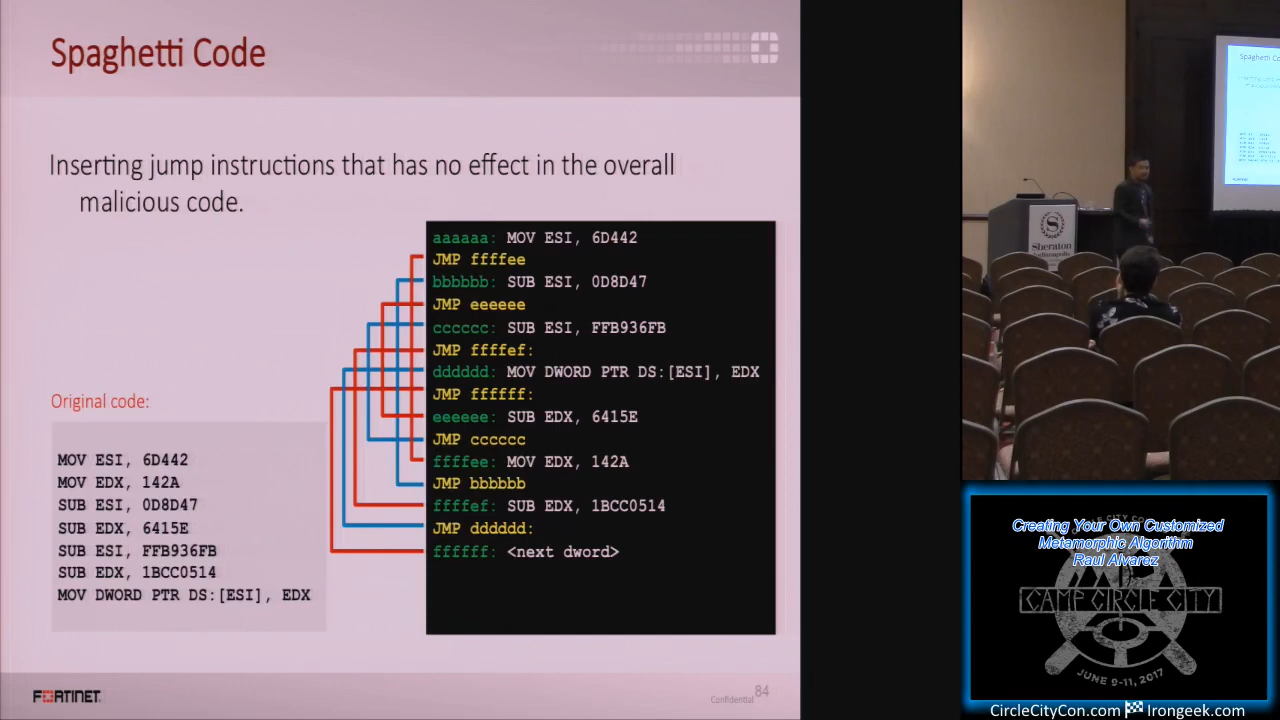 Spaghetti Code
Inserting jump instructions that has no effect in the overall
malicious code.
aaaaaa: MOV ESI, 6D442
JMP ffffee
bbbbbb: SUB ESI, 0D8D47
JMP eeeeee
cccccc: SUB ESI, FFB936FB
JMP ffffef:
dddddd: MOV DWORD PTR DS:[ESI], EDX
JMP ffffff:
eeeeee: SUB EDX, 6415E
JMP cccccc
ffffee: MOV EDX, 142A
JMP bbbbbb
ffffef: SUB EDX, 1BCC0514
JMP dddddd:
ffffff: <next dword>
Original code:
MOV ESI, 6D442
MOV EDX, 142A
SUB ESI, 0D8D47
SUB EDX, 6415E
SUB ESI, FFB936FB
SUB EDX, 1BCC0514
MOV DWORD PTR DS:[ESI], EDX
FORTINET
Confidential
84
Spaghetti Co
Sheraton
Creating Your Own Customized
Metamorphic Algorithm
Raul Alvarez
CAMP CIRCLE CITY
JUNE 9-11, 2017
CircleCityCon.com Irongeek.com